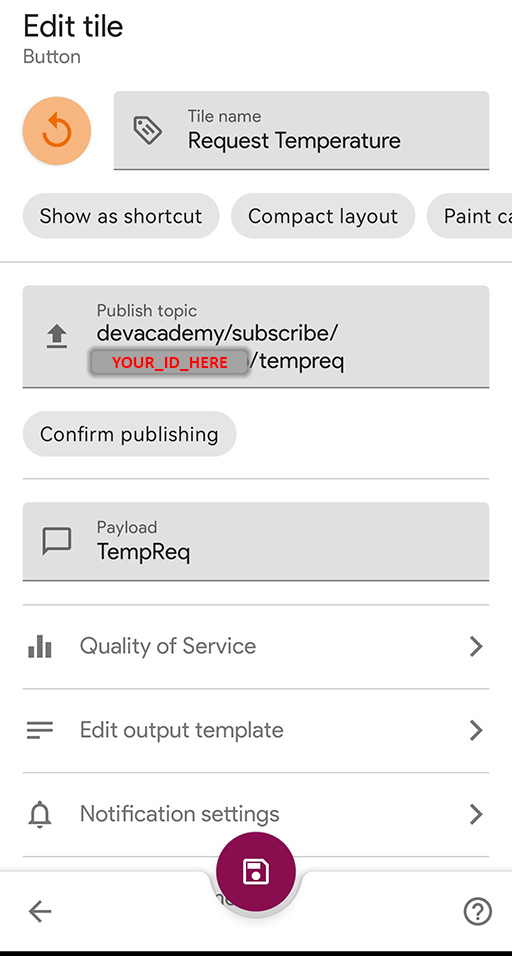 Edit tile
Button
Tile name
Request Temperature
Show as shortcut
Compact layout
Paint
Publish topic
devacademy/subscribe/
YOUR_ID_HERE /tempreq
Confirm publishing
Payload
TempReq
Quality of Service
Edit output template
Notification settings